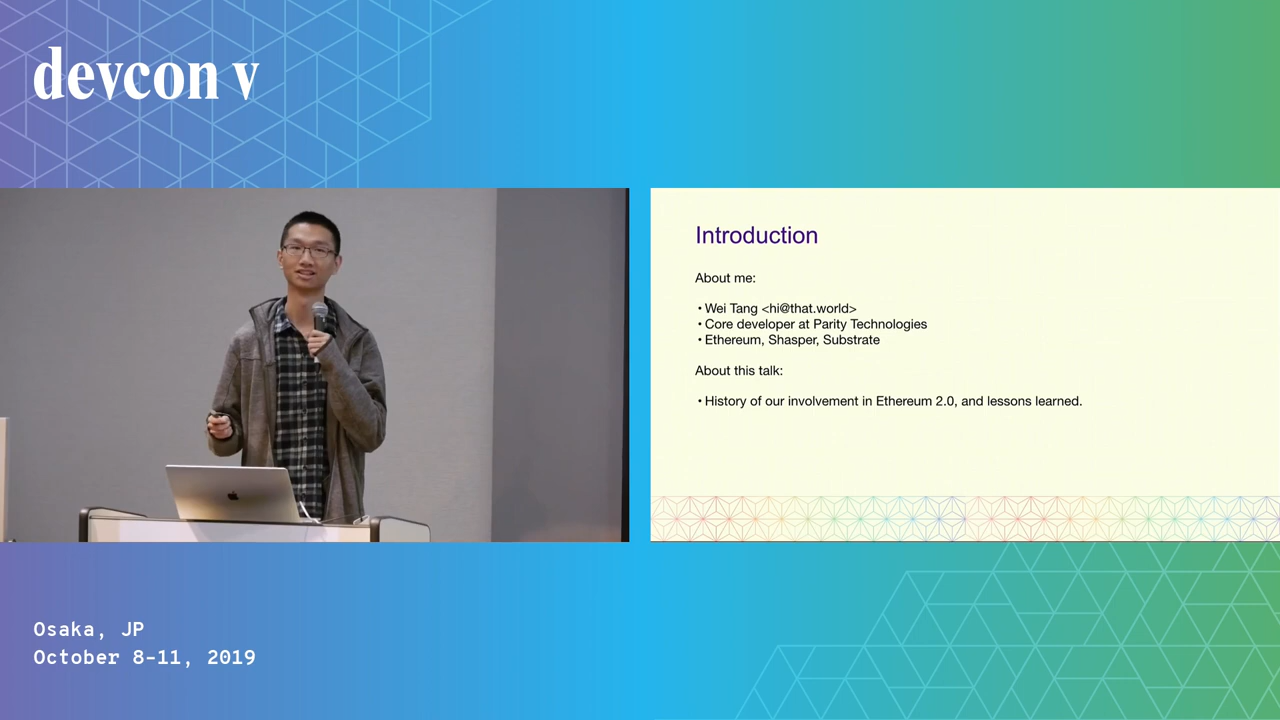 devcon v
Introduction
About me:
• Wei Tang <hi@that.world>
• Core developer at Parity Technologies
• Ethereum, Shasper, Substrate
About this talk:
• History of our involvement in Ethereum 2.0, and lessons learned.
Osaka, JP
October 8-11, 2019